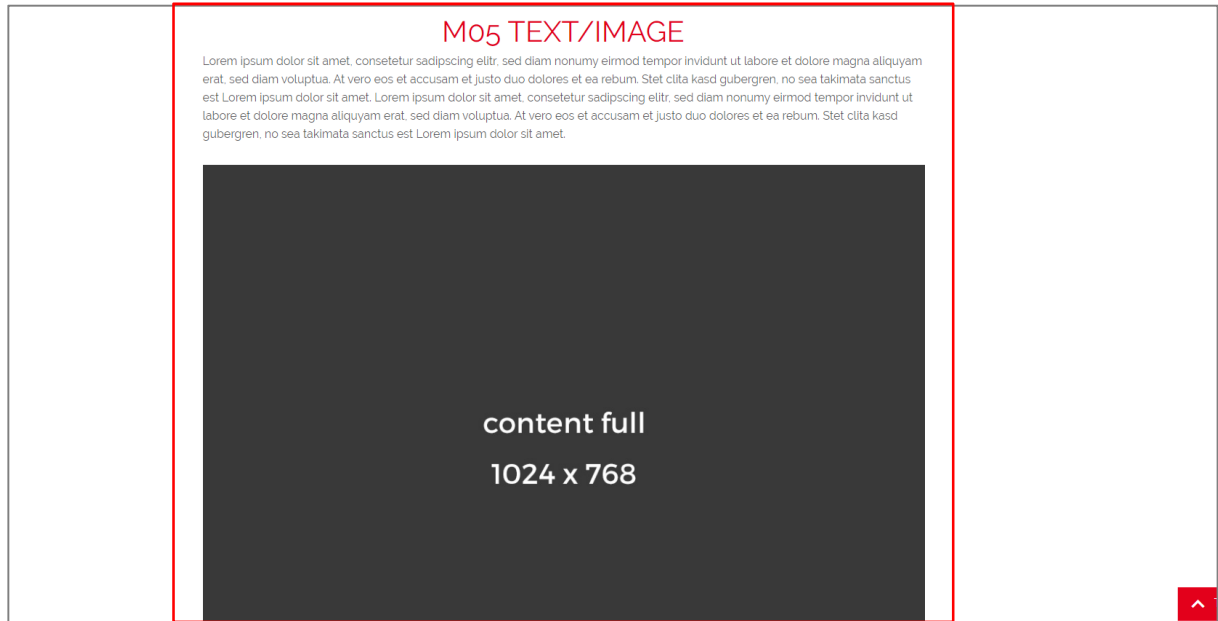 M05 TEXT/IMAGE
Lorem ipsum dolor sit amet, consetetur sadipscing elitr, sed diam nonumy eirmod tempor invidunt ut labore et dolore magna aliquyam
erat, sed diam voluptua. At vero eos et accusam et justo duo dolores et ea rebum. Stet clita kasd gubergren, no sea takimata sanctus
est Lorem ipsum dolor sit amet. Lorem ipsum dolor sit amet, consetetur sadipscing elitr, sed diam nonumy eirmod tempor invidunt ut
labore et dolore magna aliquyam erat, sed diam voluptua. At vero eos et accusam et justo duo dolores et ea rebum. Stet clita kasd
gubergren, no sea takimata sanctus est Lorem ipsum dolor sit amet.
content full
1024 x 768